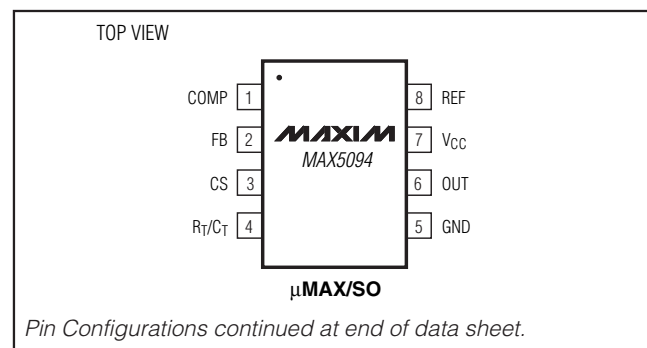 TOP VIEW
COMP 1
8 REF
FB 2
MAXIM
7 VCC
MAX5094
CS 3
6 OUT
RT/CT 4
5 GND
µMAX/SO
Pin Configurations continued at end of data sheet.